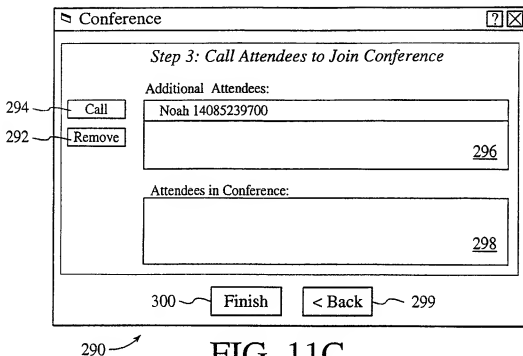 Conference ? X
Step 3: Call Attendees to Join Conference
Additional Attendees:
294 Call Noah 14085239700
292 Remove
296
Attendees in Conference:
298
300 Finish < Back 299
290
FIG. 11C